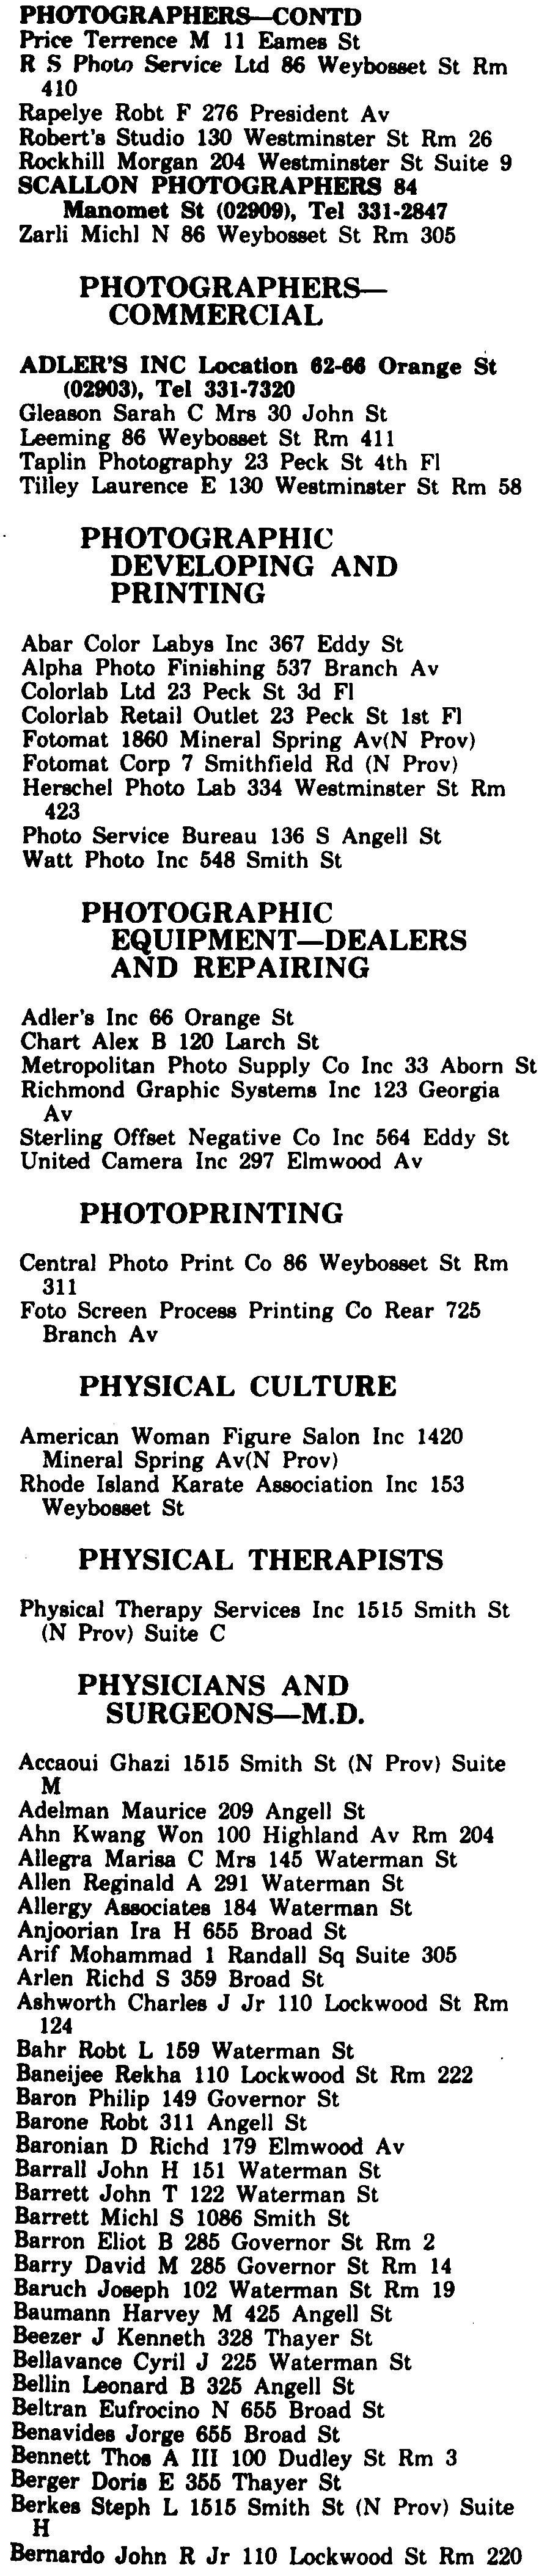 PHOTOGRAPHERS—CONTD
Price Terrence M 11 Eames St
R S Photo Service Ltd 86 Weybosset St Rm
410
Rapelye Robt F 276 President Av
Robert's Studio 130 Westminster St Rm 26
Rockhill Morgan 204 Westminster St Suite 9
SCALLON PHOTOGRAPHERS 84
Manomet St (02909), Tel 331-2847
Zarli Michl N 86 Weybosset St Rm 305
PHOTOGRAPHERS—
COMMERCIAL
ADLER'S INC Location 62-66 Orange St
(02903), Tel 331-7320
Gleason Sarah C Mrs 30 John St
Leeming 86 Weybosset St Rm 411
Taplin Photography 23 Peck St 4th Fl
Tilley Laurence E 130 Westminster St Rm 58
PHOTOGRAPHIC
DEVELOPING AND
PRINTING
Abar Color Labys Inc 367 Eddy St
Alpha Photo Finishing 537 Branch Av
Colorlab Ltd 23 Peck St 3d Fl
Colorlab Retail Outlet 23 Peck St 1st Fl
Fotomat 1860 Mineral Spring Av(N Prov)
Fotomat Corp 7 Smithfield Rd (N Prov)
Herschel Photo Lab 334 Westminster St Rm
423
Photo Service Bureau 136 S Angell St
Watt Photo Inc 548 Smith St
PHOTOGRAPHIC
EQUIPMENT—DEALERS
AND REPAIRING
Adler's Inc 66 Orange St
Chart Alex B 120 Larch St
Metropolitan Photo Supply Co Inc 33 Aborn St
Richmond Graphic Systems Inc 123 Georgia
Av
Sterling Offset Negative Co Inc 564 Eddy St
United Camera Inc 297 Elmwood Av
PHOTOPRINTING
Central Photo Print Co 86 Weybosset St Rm
311
Foto Screen Process Printing Co Rear 725
Branch Av
PHYSICAL CULTURE
American Woman Figure Salon Inc 1420
Mineral Spring Av(N Prov)
Rhode Island Karate Association Inc 153
Weybosset St
PHYSICAL THERAPISTS
Physical Therapy Services Inc 1515 Smith St
(N Prov) Suite C
PHYSICIANS AND
SURGEONS—M.D.
Accaoui Ghazi 1515 Smith St (N Prov) Suite
M
Adelman Maurice 209 Angell St
Ahn Kwang Won 100 Highland Av Rm 204
Allegra Marisa C Mrs 145 Waterman St
Allen Reginald A 291 Waterman St
Allergy Associates 184 Waterman St
Anjoorian Ira H 655 Broad St
Arif Mohammad 1 Randall Sq Suite 305
Arlen Richd S 359 Broad St
Ashworth Charles J Jr 110 Lockwood St Rm
124
Bahr Robt L 159 Waterman St
Baneijee Rekha 110 Lockwood St Rm 222
Baron Philip 149 Governor St
Barone Robt 311 Angell St
Baronian D Richd 179 Elmwood Av
Barrall John H 151 Waterman St
Barrett John T 122 Waterman St
Barrett Michl S 1086 Smith St
Barron Eliot B 285 Governor St Rm 2
Barry David M 285 Governor St Rm 14
Baruch Joseph 102 Waterman St Rm 19
Baumann Harvey M 425 Angell St
Beezer J Kenneth 328 Thayer St
Bellavance Cyril J 225 Waterman St
Bellin Leonard B 325 Angell St
Beltran Eufrocino N 655 Broad St
Benavides Jorge 655 Broad St
Bennett Thos A III 100 Dudley St Rm 3
Berger Doris E 355 Thayer St
Berkes Steph L 1515 Smith St (N Prov) Suite
H
Bernardo John R Jr 110 Lockwood St Rm 220